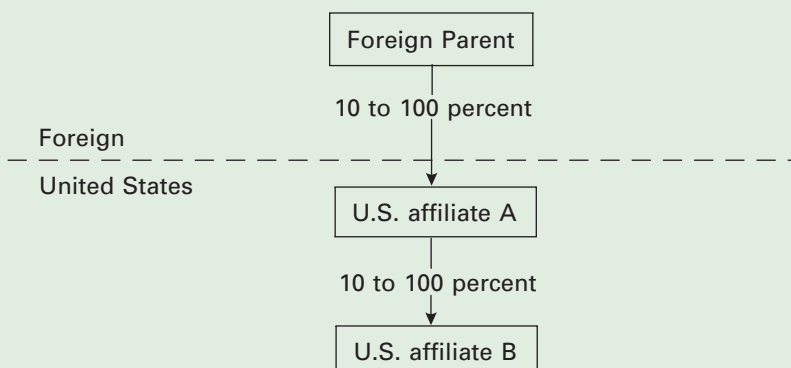 Foreign Parent
10 to 100 percent
Foreign
United States
U.S. affiliate A
10 to 100 percent
U.S. affiliate B